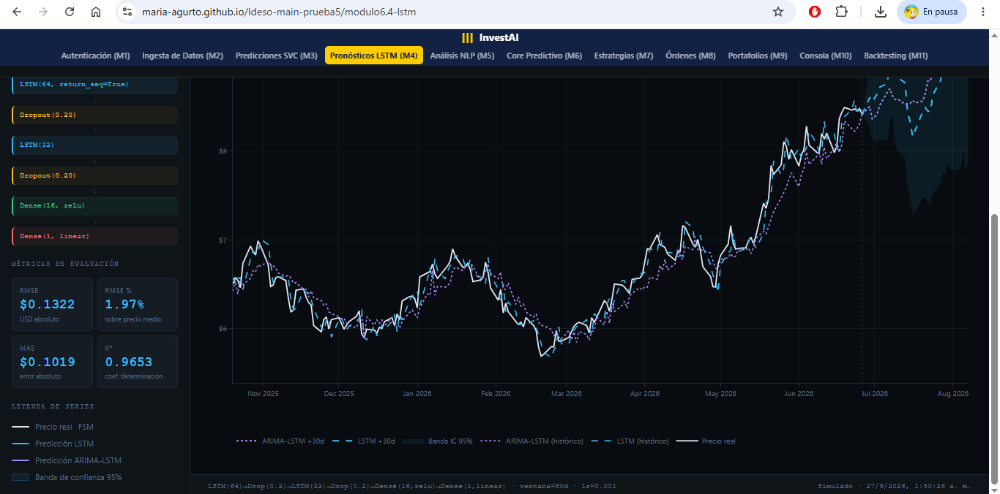 maria-agurto.github.io/ldeso-main-prueba5/modulo6.4-lstm
En pausa
InvestAI
Autenticación (M1) Ingesta de Datos (M2) Predicciones SVC (M3) Pronósticos LSTM (M4) Análisis NLP (M5) Core Predictivo (M6) Estrategias (M7) Órdenes (M8) Portafolios (M9) Consola (M10) Backtesting (M11)
LSTM(64, return_seq=True)
↓
Dropout(0.20)
↓
LSTM(32)
↓
Dropout(0.20)
↓
Dense(16, relu)
↓
Dense(1, linear)
MÉTRICAS DE EVALUACIÓN
RMSE
$0.1322
USD absoluto
RMSE %
1.97%
sobre precio medio
MAE
$0.1019
error absoluto
R²
0.9653
coef. determinación
LEYENDA DE SERIES
Precio real FSM
Predicción LSTM
Predicción ARIMA-LSTM
Banda de confianza 95%
$8
$7
$6
Nov 2025 Dec 2025 Jan 2026 Feb 2026 Mar 2026 Apr 2026 May 2026 Jun 2026 Jul 2026 Aug 2026
ARIMA-LSTM +30d LSTM +30d Banda IC 95% ARIMA-LSTM (histórico) LSTM (histórico) Precio real
LSTM(64)→Drop(0.2)→LSTM(32)→Drop(0.2)→Dense(16,relu)→Dense(1,linear) · ventana=60d · lr=0.001
Simulado · 27/6/2026, 1:50:26 a. m.